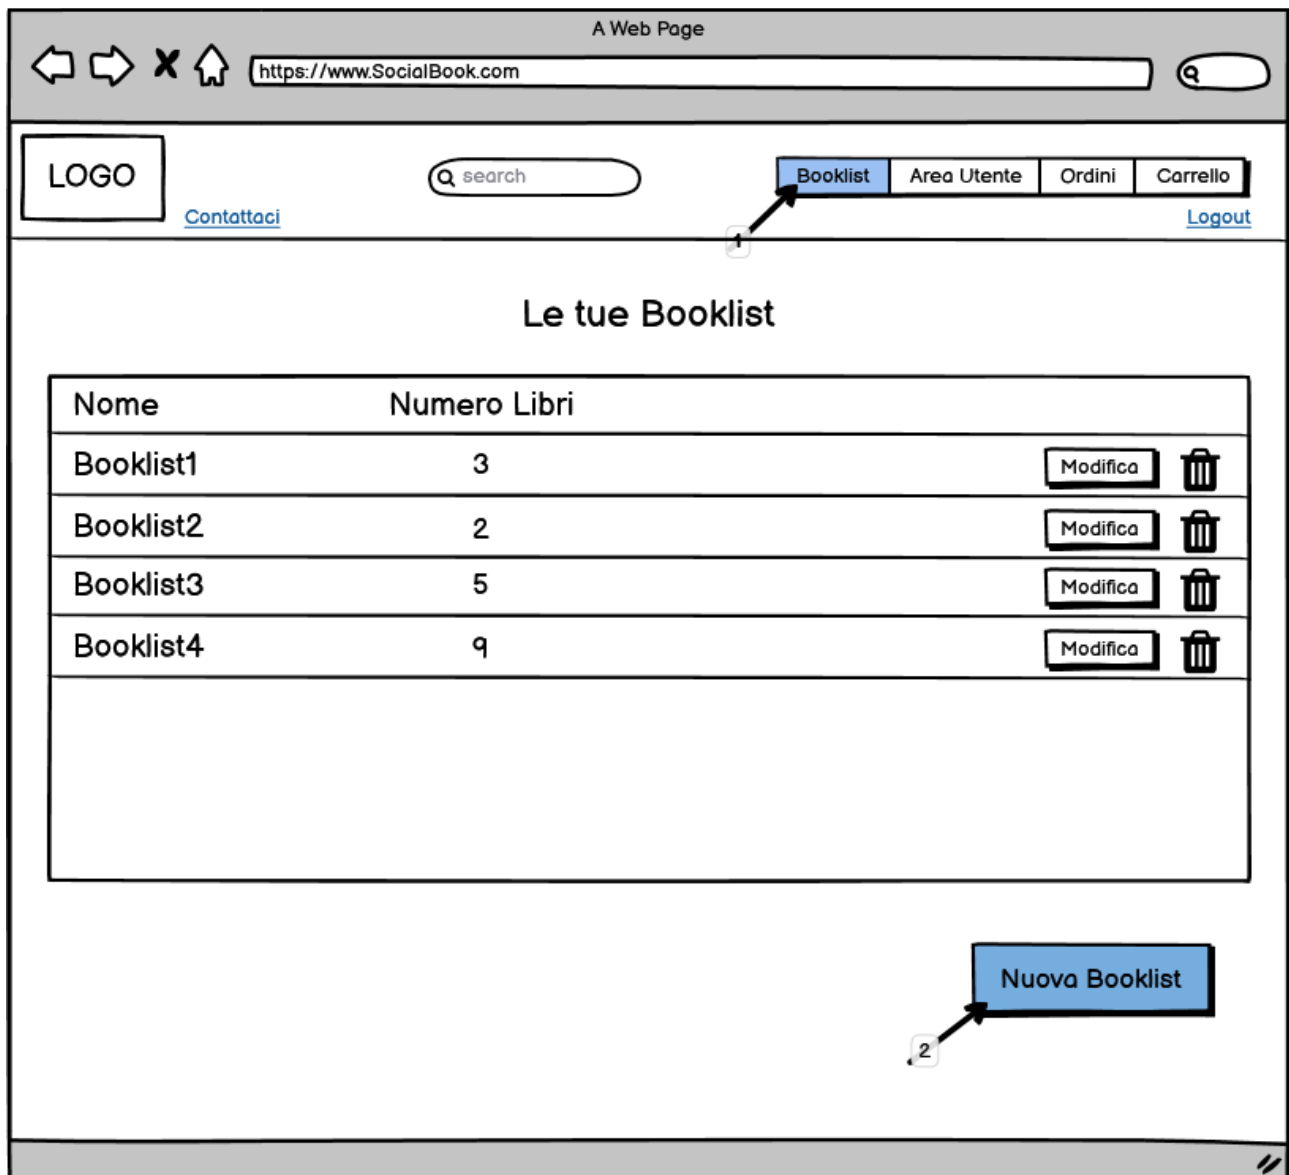 A Web Page
https://www.SocialBook.com
LOGO
search
Booklist Area Utente Ordini Carrello
Contattaci
Logout
1
Le tue Booklist
Nome Numero Libri
Booklist1 3 Modifica
Booklist2 2 Modifica
Booklist3 5 Modifica
Booklist4 9 Modifica
Nuova Booklist
2